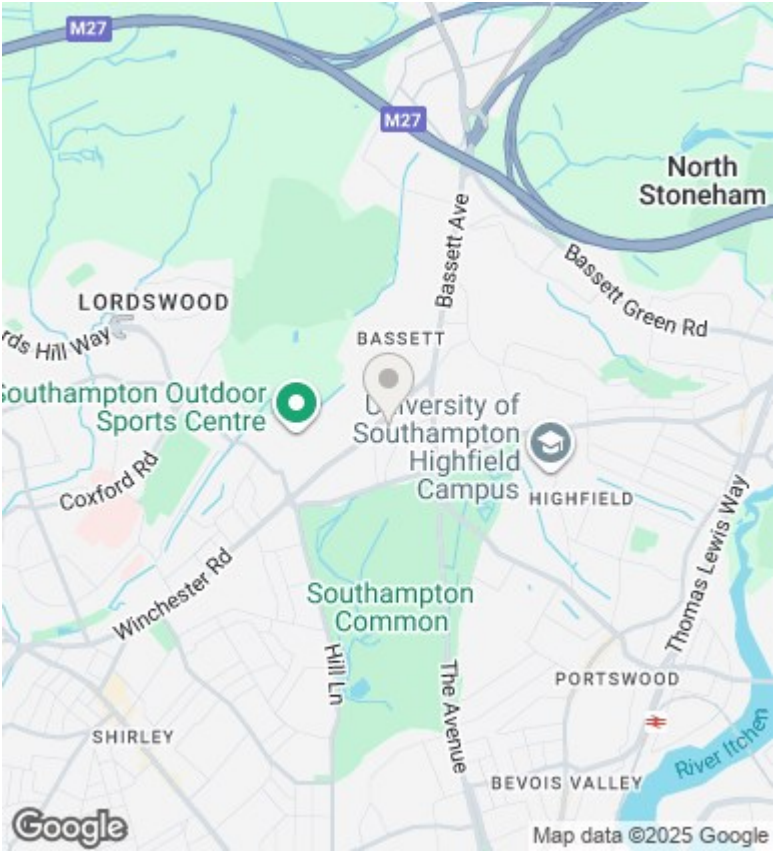 M27
M27
North
Stoneham
Bassett Ave
Bassett Green Rd
LORDSWOOD
rds Hill Way
BASSETT
Southampton Outdoor
Sports Centre
University of
Southampton
Highfield
Campus
HIGHFIELD
Coxford Rd
Winchester Rd
Thomas Lewis Way
Southampton
Common
Hill Ln
The Avenue
PORTSWOOD
SHIRLEY
BEVOIS VALLEY
River Itchen
Google
Map data ©2025 Google